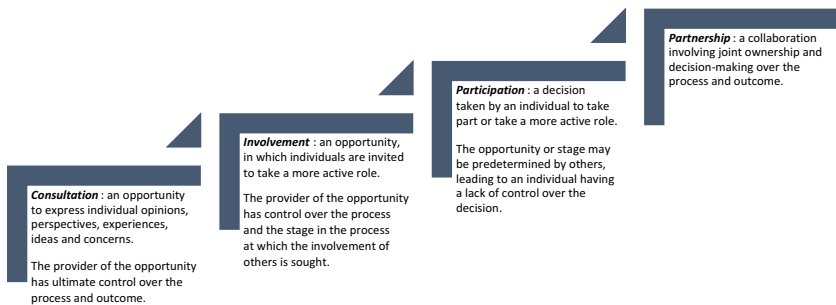 Consultation : an opportunity
to express individual opinions,
perspectives, experiences,
ideas and concerns.
The provider of the opportunity
has ultimate control over the
process and outcome.
Involvement : an opportunity,
in which individuals are invited
to take a more active role.
The provider of the opportunity
has control over the process
and the stage in the process
at which the involvement of
others is sought.
Participation : a decision
taken by an individual to take
part or take a more active role.
The opportunity or stage may
be predetermined by others,
leading to an individual having
a lack of control over the
decision.
Partnership : a collaboration
involving joint ownership and
decision-making over the
process and outcome.